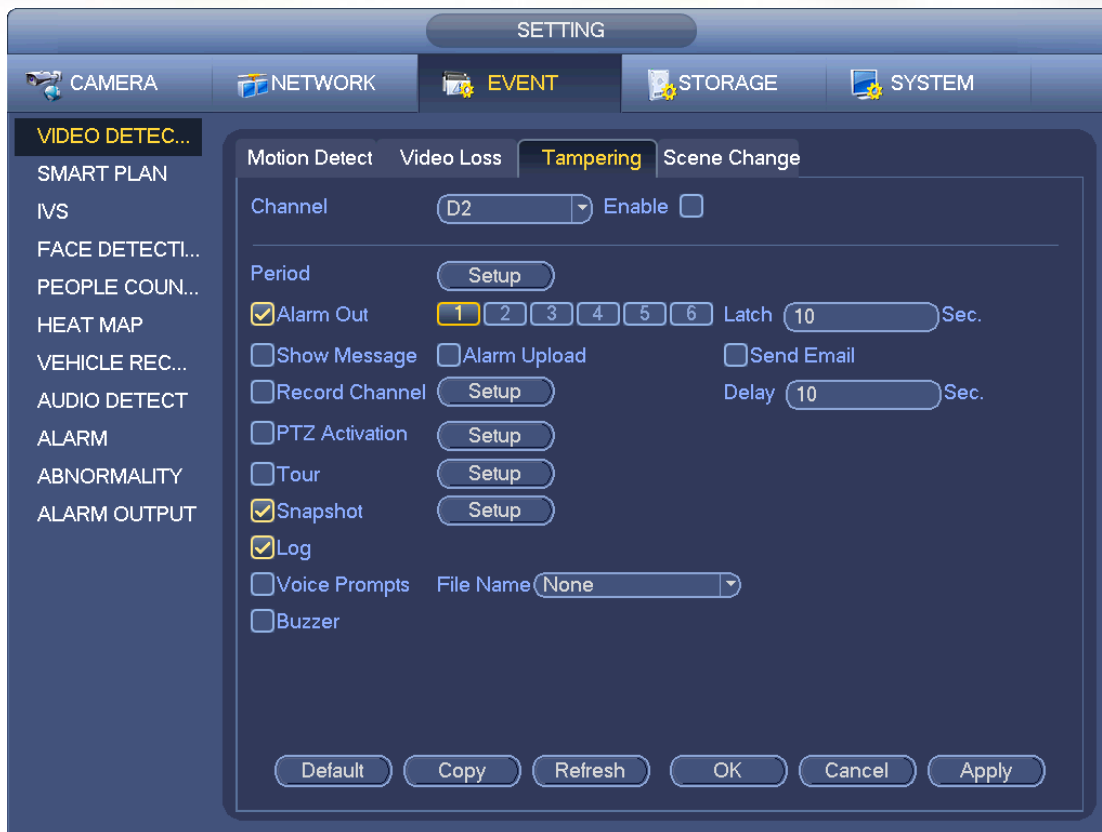 SETTING
CAMERA NETWORK EVENT STORAGE SYSTEM
VIDEO DETEC...
SMART PLAN
IVS
FACE DETECTI...
PEOPLE COUN...
HEAT MAP
VEHICLE REC...
AUDIO DETECT
ALARM
ABNORMALITY
ALARM OUTPUT
Motion Detect Video Loss Tampering Scene Change
Channel D2 Enable
Period Setup
Alarm Out 1 2 3 4 5 6 Latch 10 Sec.
Show Message Alarm Upload Send Email
Record Channel Setup Delay 10 Sec.
PTZ Activation Setup
Tour Setup
Snapshot Setup
Log
Voice Prompts File Name None
Buzzer
Default Copy Refresh OK Cancel Apply